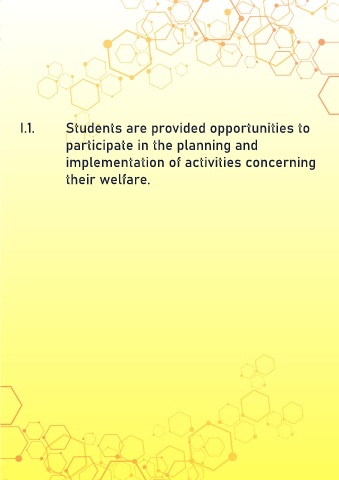 I.1. Students are provided opportunities to
participate in the planning and
implementation of activities concerning
their welfare.